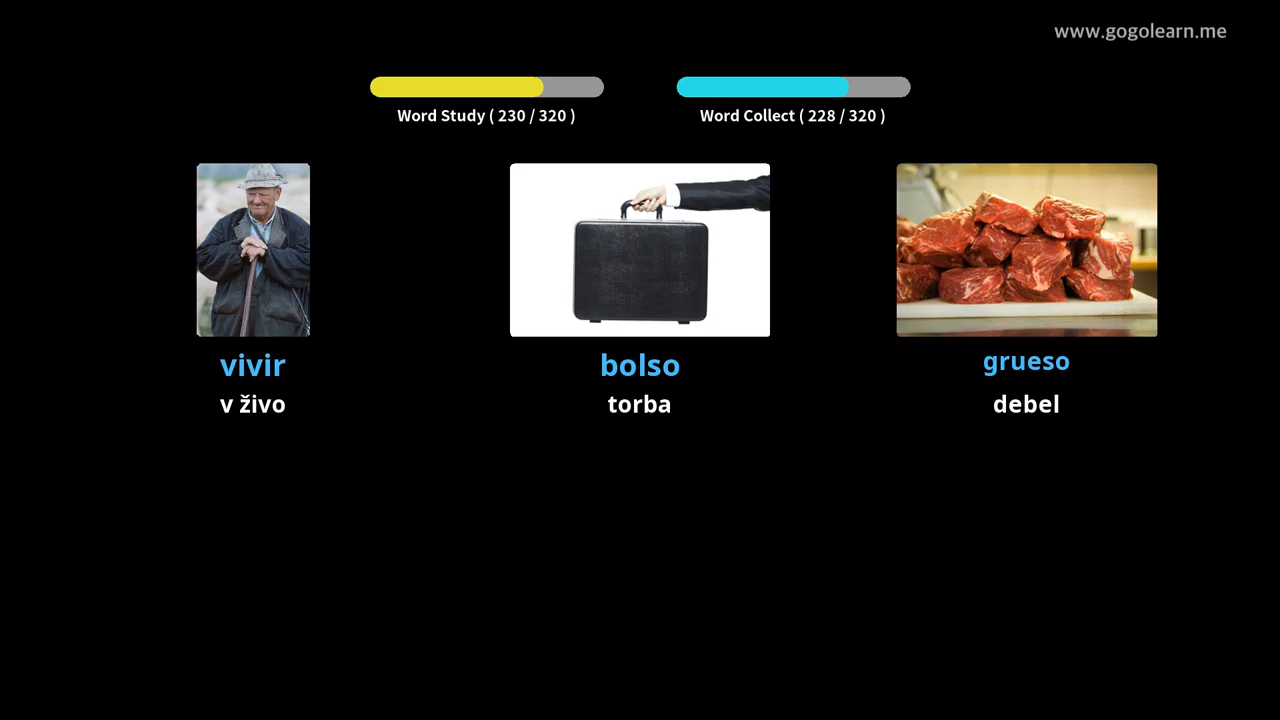 www.gogolearn.me
Word Study ( 230 / 320 )
Word Collect ( 228 / 320 )
vivir
bolso
grueso
v živo
torba
debel